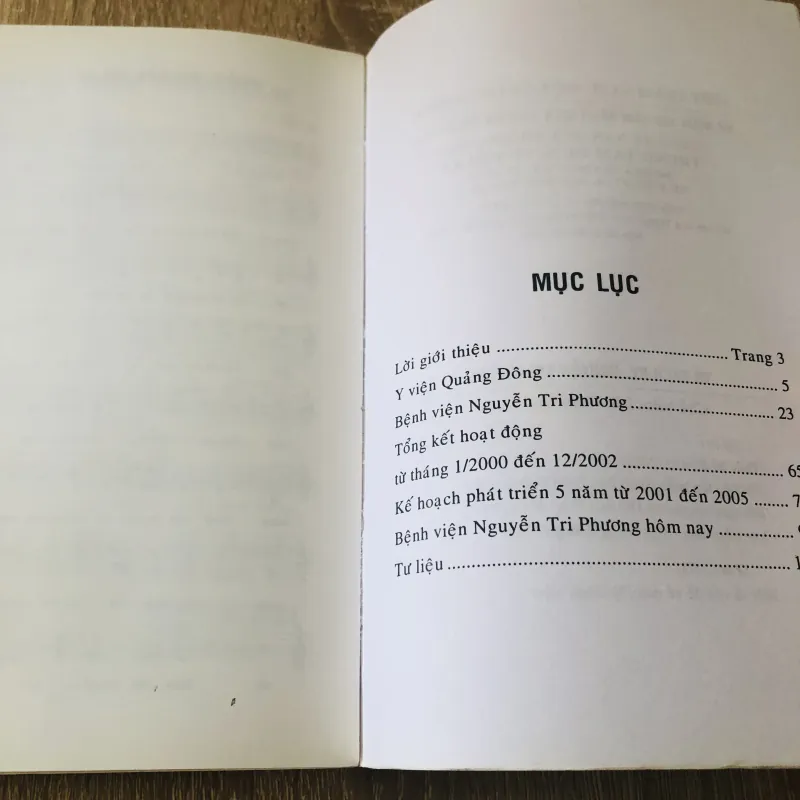 MỤC LỤC
Lời giới thiệu ................................................ Trang 3
Y viện Quảng Đông ................................................ 5
Bệnh viện Nguyễn Tri Phương .............................. 23
Tổng kết hoạt động
từ tháng 1/2000 đến 12/2002 ................................. 65
Kế hoạch phát triển 5 năm từ 2001 đến 2005 ........
Bệnh viện Nguyễn Tri Phương hôm nay ................
Tư liệu ........................................................................